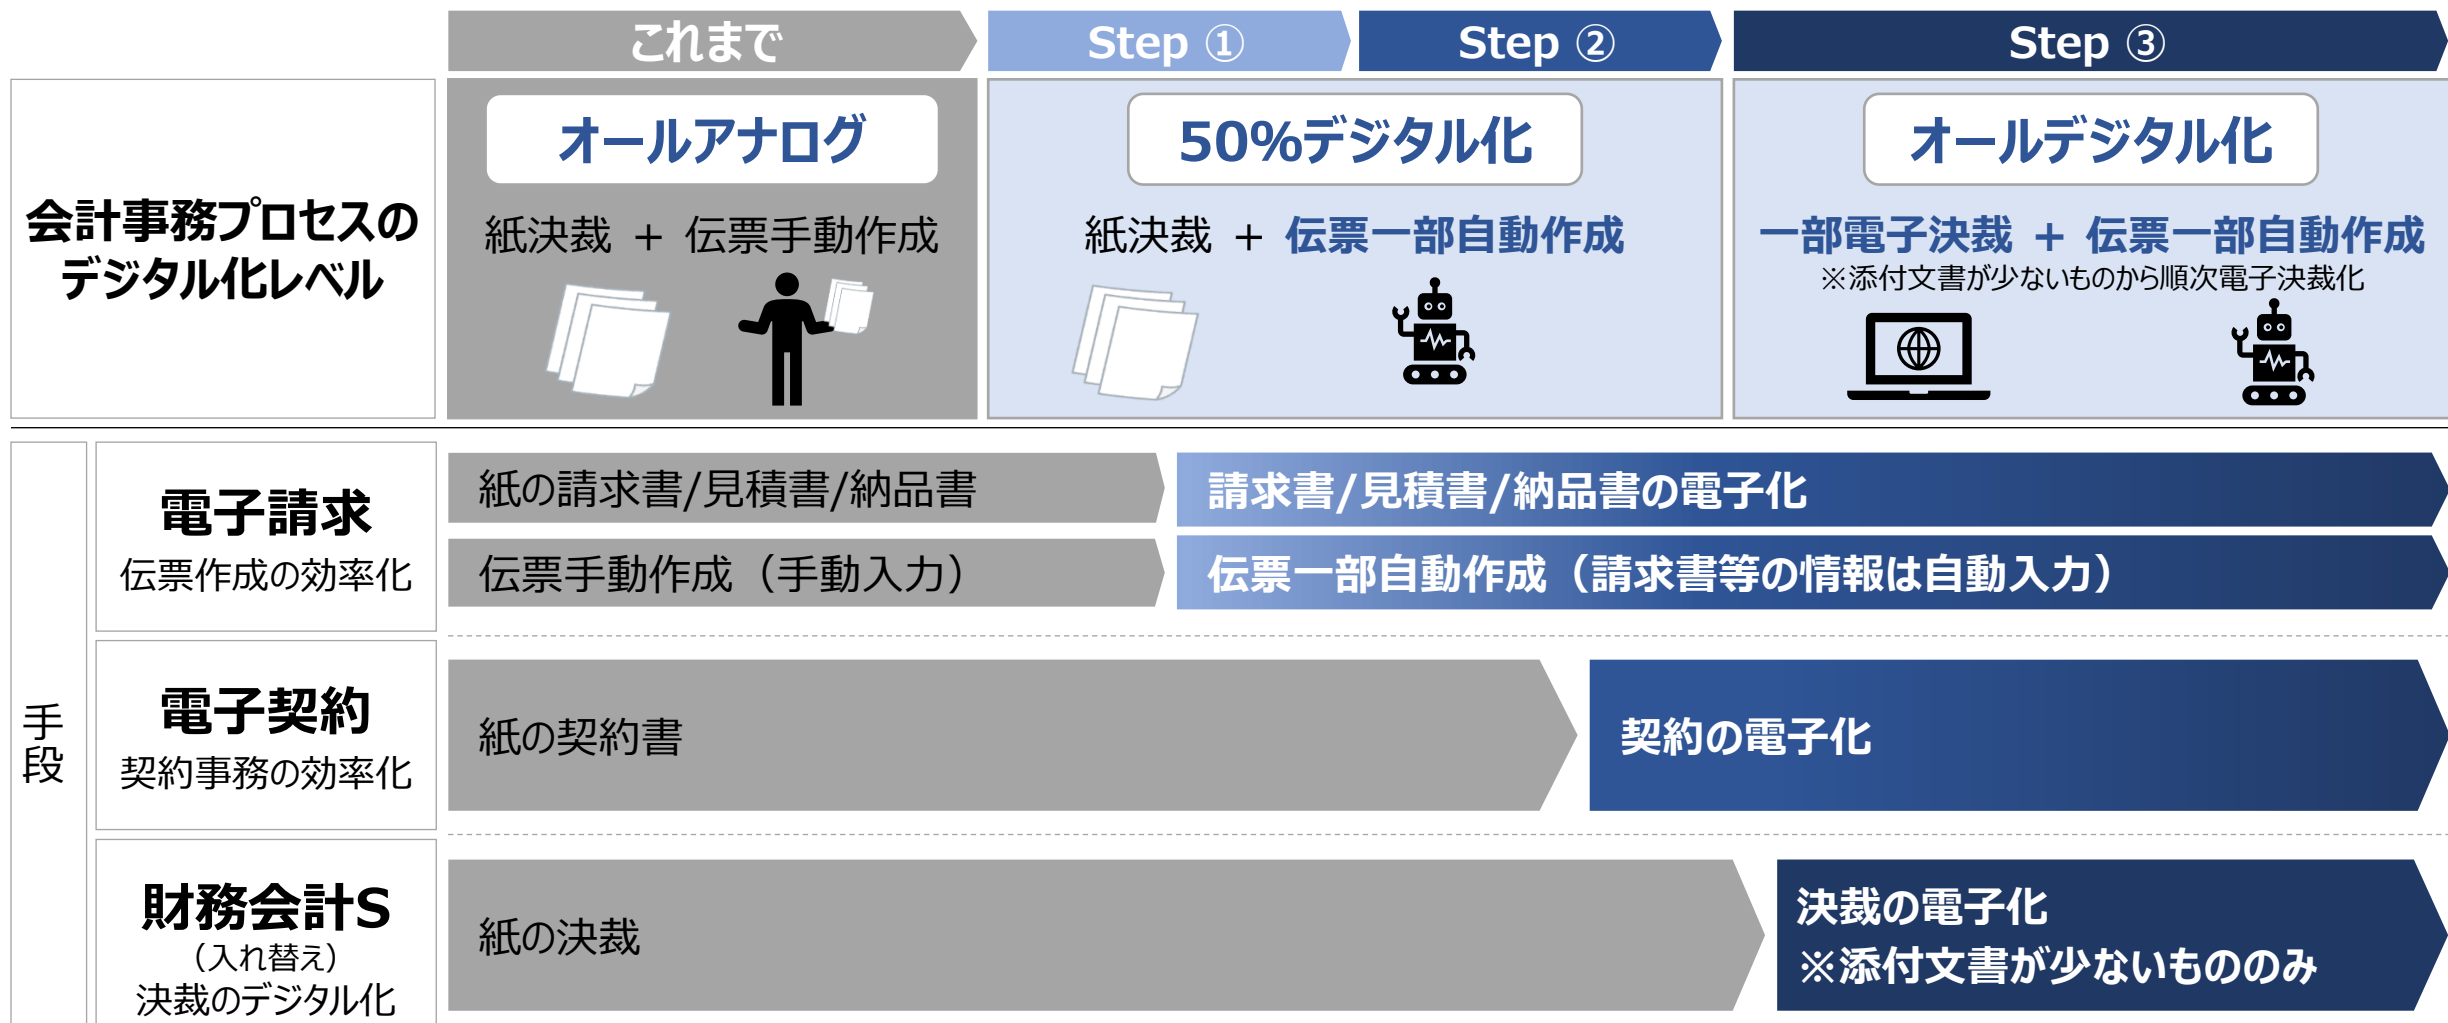 これまで
Step ①
Step ②
Step ③
会計事務プロセスの
デジタル化レベル
オールアナログ
紙決裁 + 伝票手動作成
50%デジタル化
紙決裁 + 伝票一部自動作成
オールデジタル化
一部電子決裁 + 伝票一部自動作成
※添付文書が少ないものから順次電子決裁化
手段
電子請求
伝票作成の効率化
紙の請求書/見積書/納品書
請求書/見積書/納品書の電子化
伝票手動作成（手動入力）
伝票一部自動作成（請求書等の情報は自動入力）
電子契約
契約事務の効率化
紙の契約書
契約の電子化
財務会計S
（入れ替え）
決裁のデジタル化
紙の決裁
決裁の電子化
※添付文書が少ないもののみ